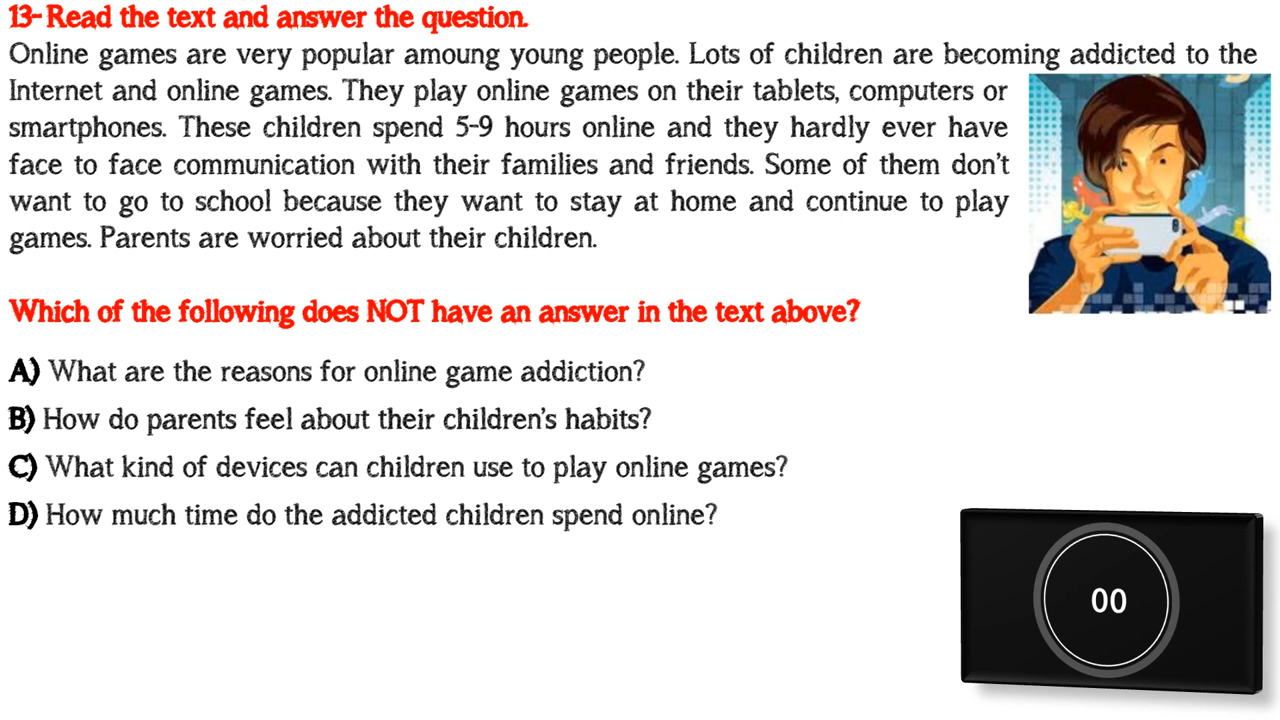 13- Read the text and answer the question.
Online games are very popular amoung young people. Lots of children are becoming addicted to the
Internet and online games. They play online games on their tablets, computers or
smartphones. These children spend 5-9 hours online and they hardly ever have
face to face communication with their families and friends. Some of them don't
want to go to school because they want to stay at home and continue to play
games. Parents are worried about their children.
Which of the following does NOT have an answer in the text above?
A) What are the reasons for online game addiction?
B) How do parents feel about their children's habits?
C) What kind of devices can children use to play online games?
D) How much time do the addicted children spend online?
00